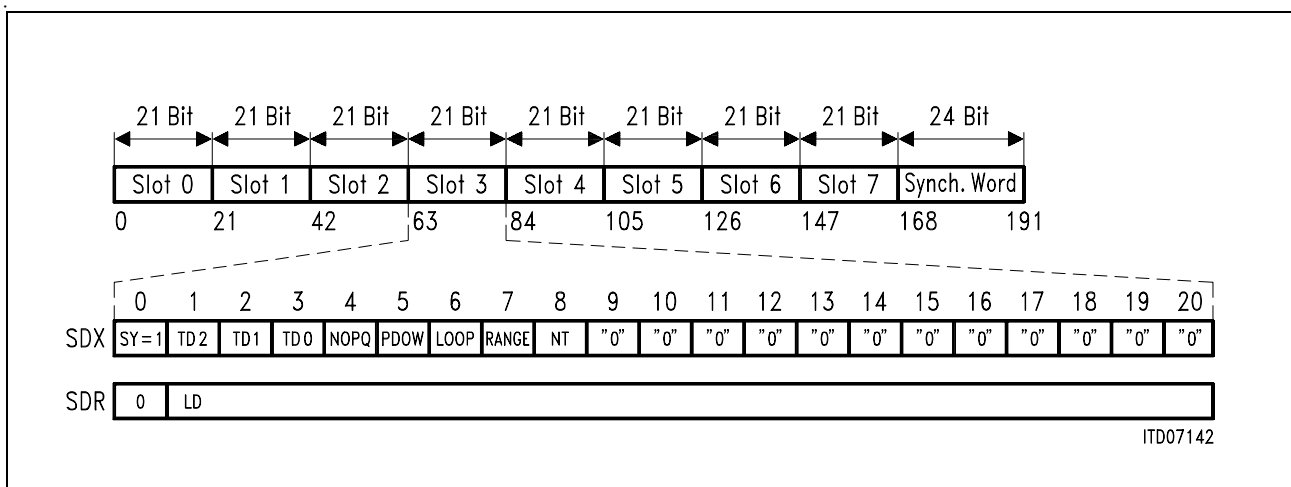 21 Bit 21 Bit 21 Bit 21 Bit 21 Bit 21 Bit 21 Bit 21 Bit 24 Bit
Slot 0 Slot 1 Slot 2 Slot 3 Slot 4 Slot 5 Slot 6 Slot 7 Synch. Word
0 21 42 63 84 105 126 147 168 191
0 1 2 3 4 5 6 7 8 9 10 11 12 13 14 15 16 17 18 19 20
SDX SY=1 TD2 TD1 TD0 NOPQ PDOW LOOP RANGE NT "0" "0" "0" "0" "0" "0" "0" "0" "0" "0" "0" "0"
SDR 0 LD
ITD07142